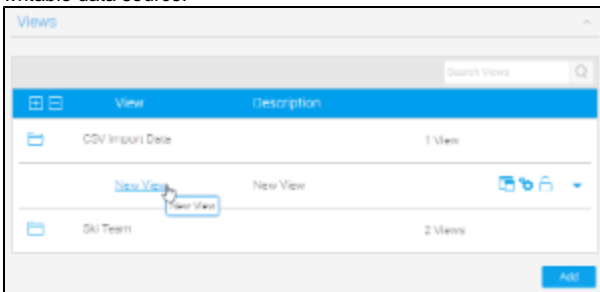 writable data source.
Views
Search Views
View Description
CSV Import Data 1 View
New View New View
New View
Ski Team 2 Views
Add